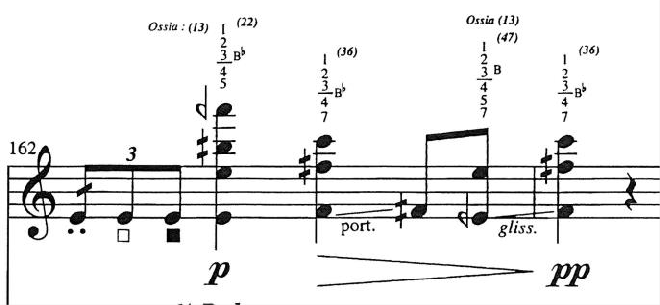 Ossia : (13) (22)
1
2
3 B♭
4
5
(36)
1
2
3 B♭
4
7
Ossia (13)
(47)
1
2
3 B
4
5
7
(36)
1
2
3 B♭
4
7
162
3
port.
gliss.
p
pp